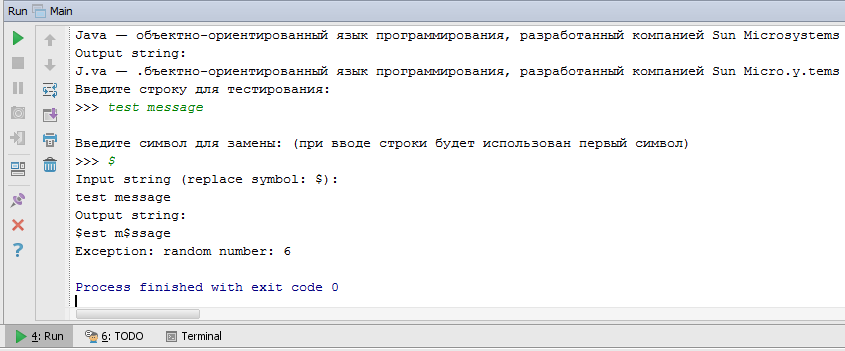 Run Main
Java — объектно-ориентированный язык программирования, разработанный компанией Sun Microsystems
Output string:
J.va — .бъектно-ориентированный язык программирования, разработанный компанией Sun Micro.y.tems
Введите строку для тестирования:
>>> test message
Введите символ для замены: (при вводе строки будет использован первый символ)
>>> $
Input string (replace symbol: $):
test message
Output string:
$est m$ssage
Exception: random number: 6
Process finished with exit code 0
4: Run 6: TODO Terminal